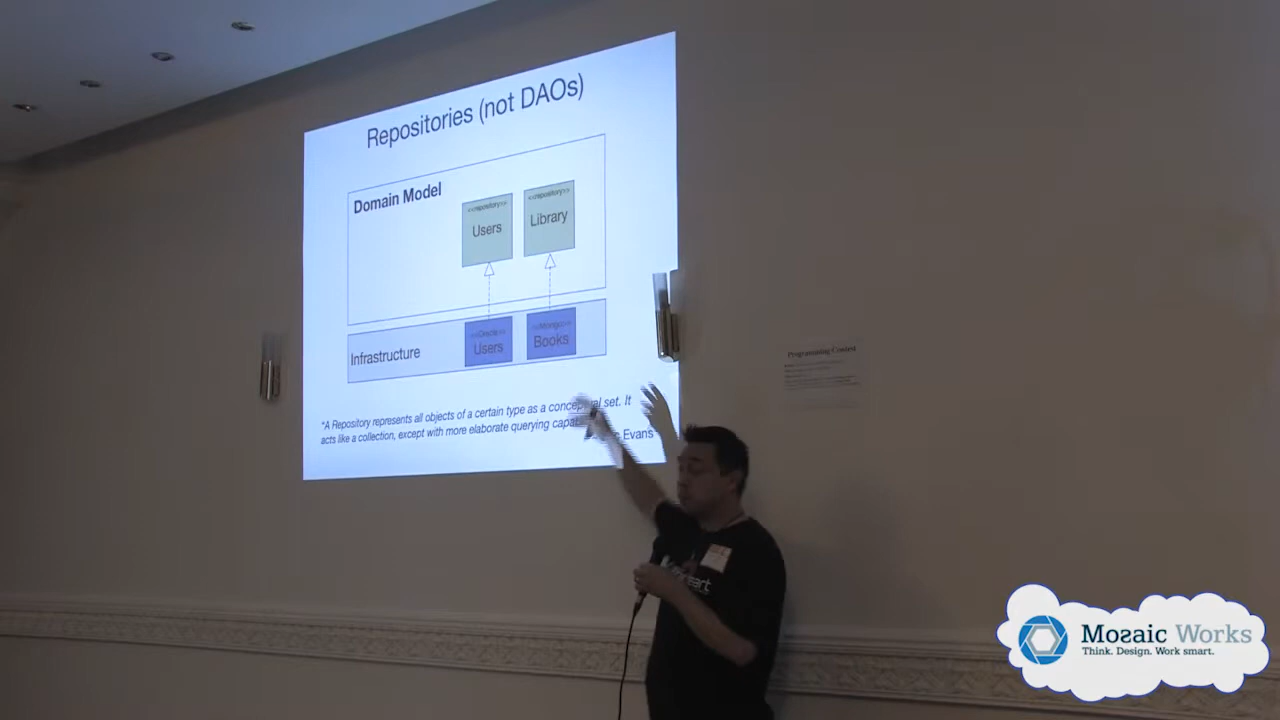 Repositories (not DAOs)
Domain Model
<<repository>>
Users
<<repository>>
Library
Infrastructure
<<Oracle>>
Users
<<Mongo>>
Books
"A Repository represents all objects of a certain type as a conceptual set. It
acts like a collection, except with more elaborate querying
Evans
Programming Contest
Mozaic Works
Think. Design. Work smart.